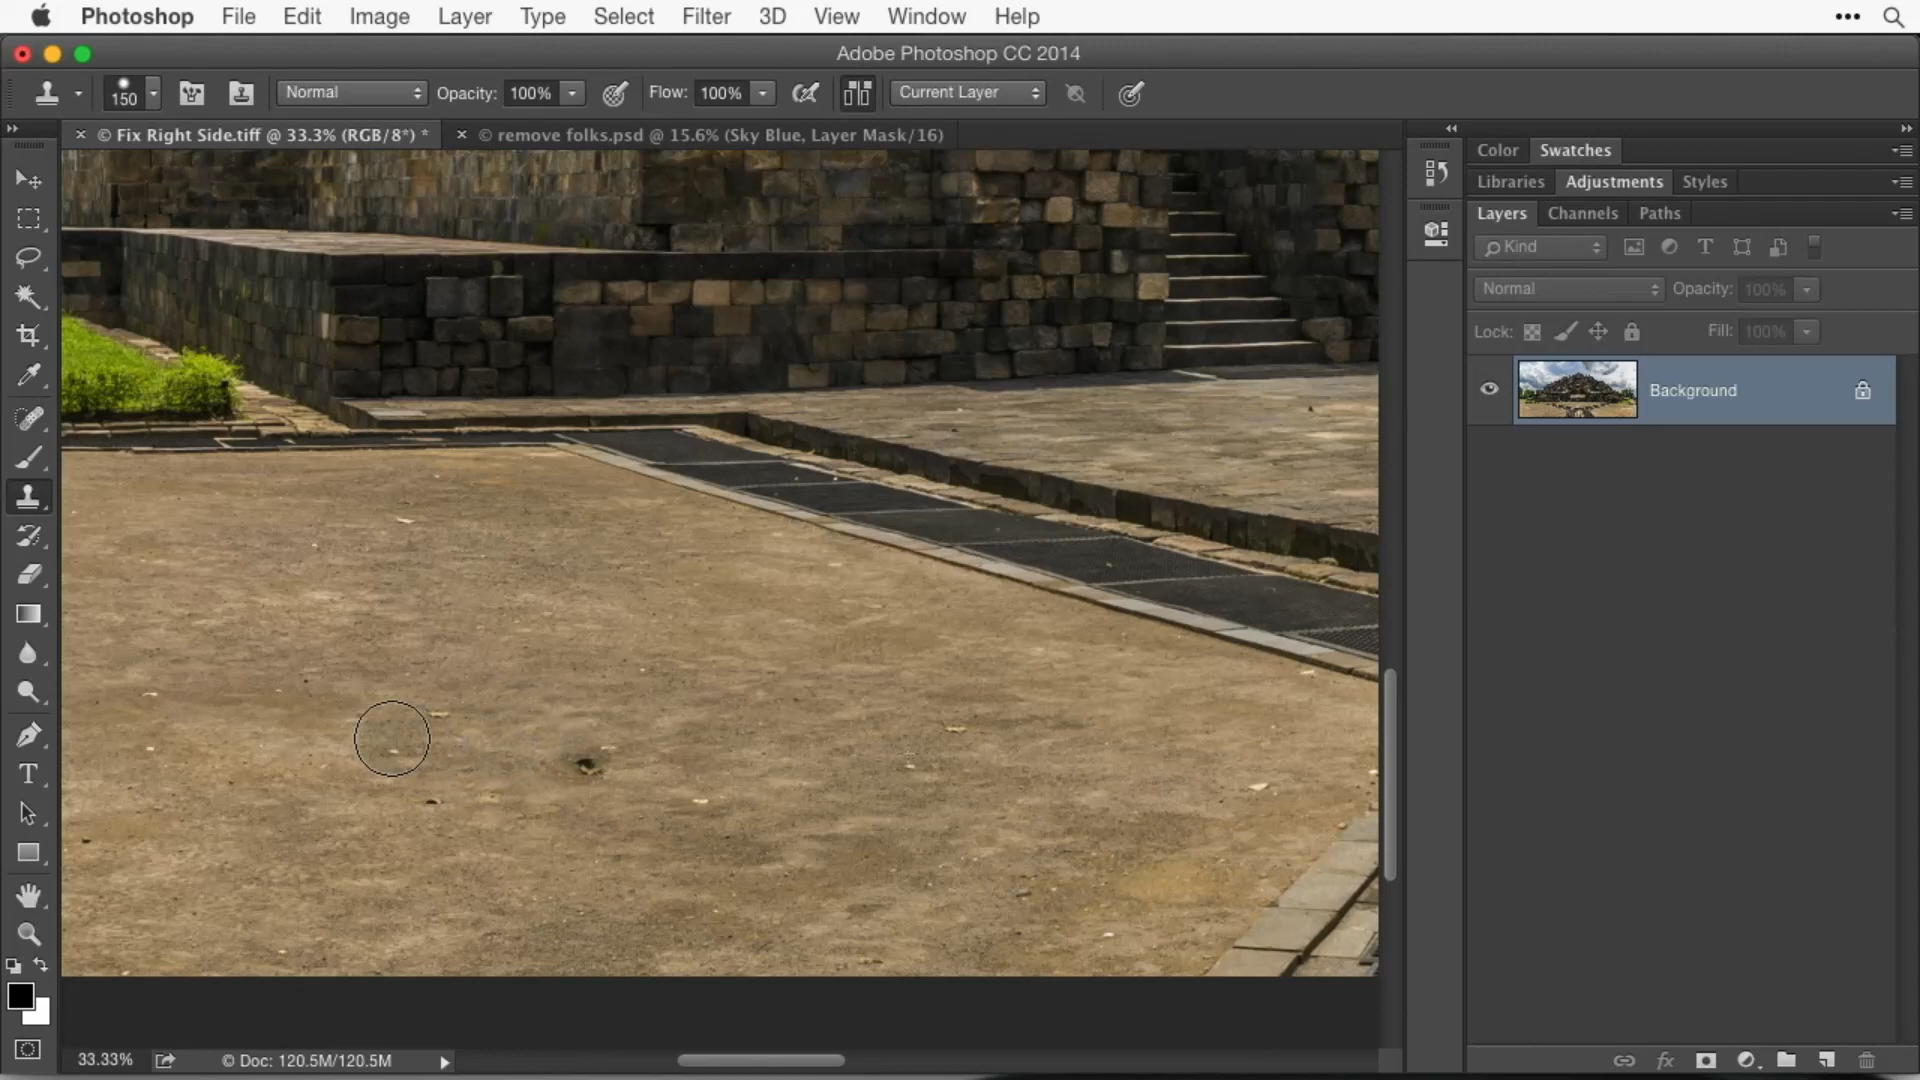 Photoshop File Edit Image Layer Type Select Filter 3D View Window Help
Adobe Photoshop CC 2014
150 Normal Opacity: 100% Flow: 100% Current Layer
© Fix Right Side.tiff @ 33.3% (RGB/8*) * © remove folks.psd @ 15.6% (Sky Blue, Layer Mask/16)
Color Swatches
Libraries Adjustments Styles
Layers Channels Paths
Kind
Normal Opacity: 100%
Lock: Fill: 100%
Background
33.33% © Doc: 120.5M/120.5M